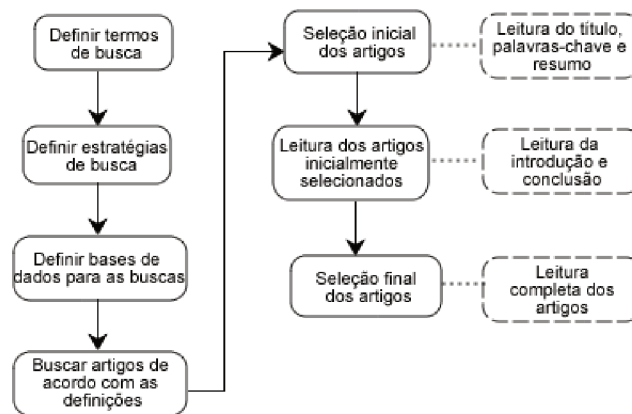 Definir termos
de busca
Definir estratégias
de busca
Definir bases de
dados para as buscas
Buscar artigos de
acordo com as
definições
Seleção inicial
dos artigos
Leitura do título,
palavras-chave e
resumo
Leitura dos artigos
inicialmente
selecionados
Leitura da
introdução e
conclusão
Seleção final
dos artigos
Leitura
completa dos
artigos